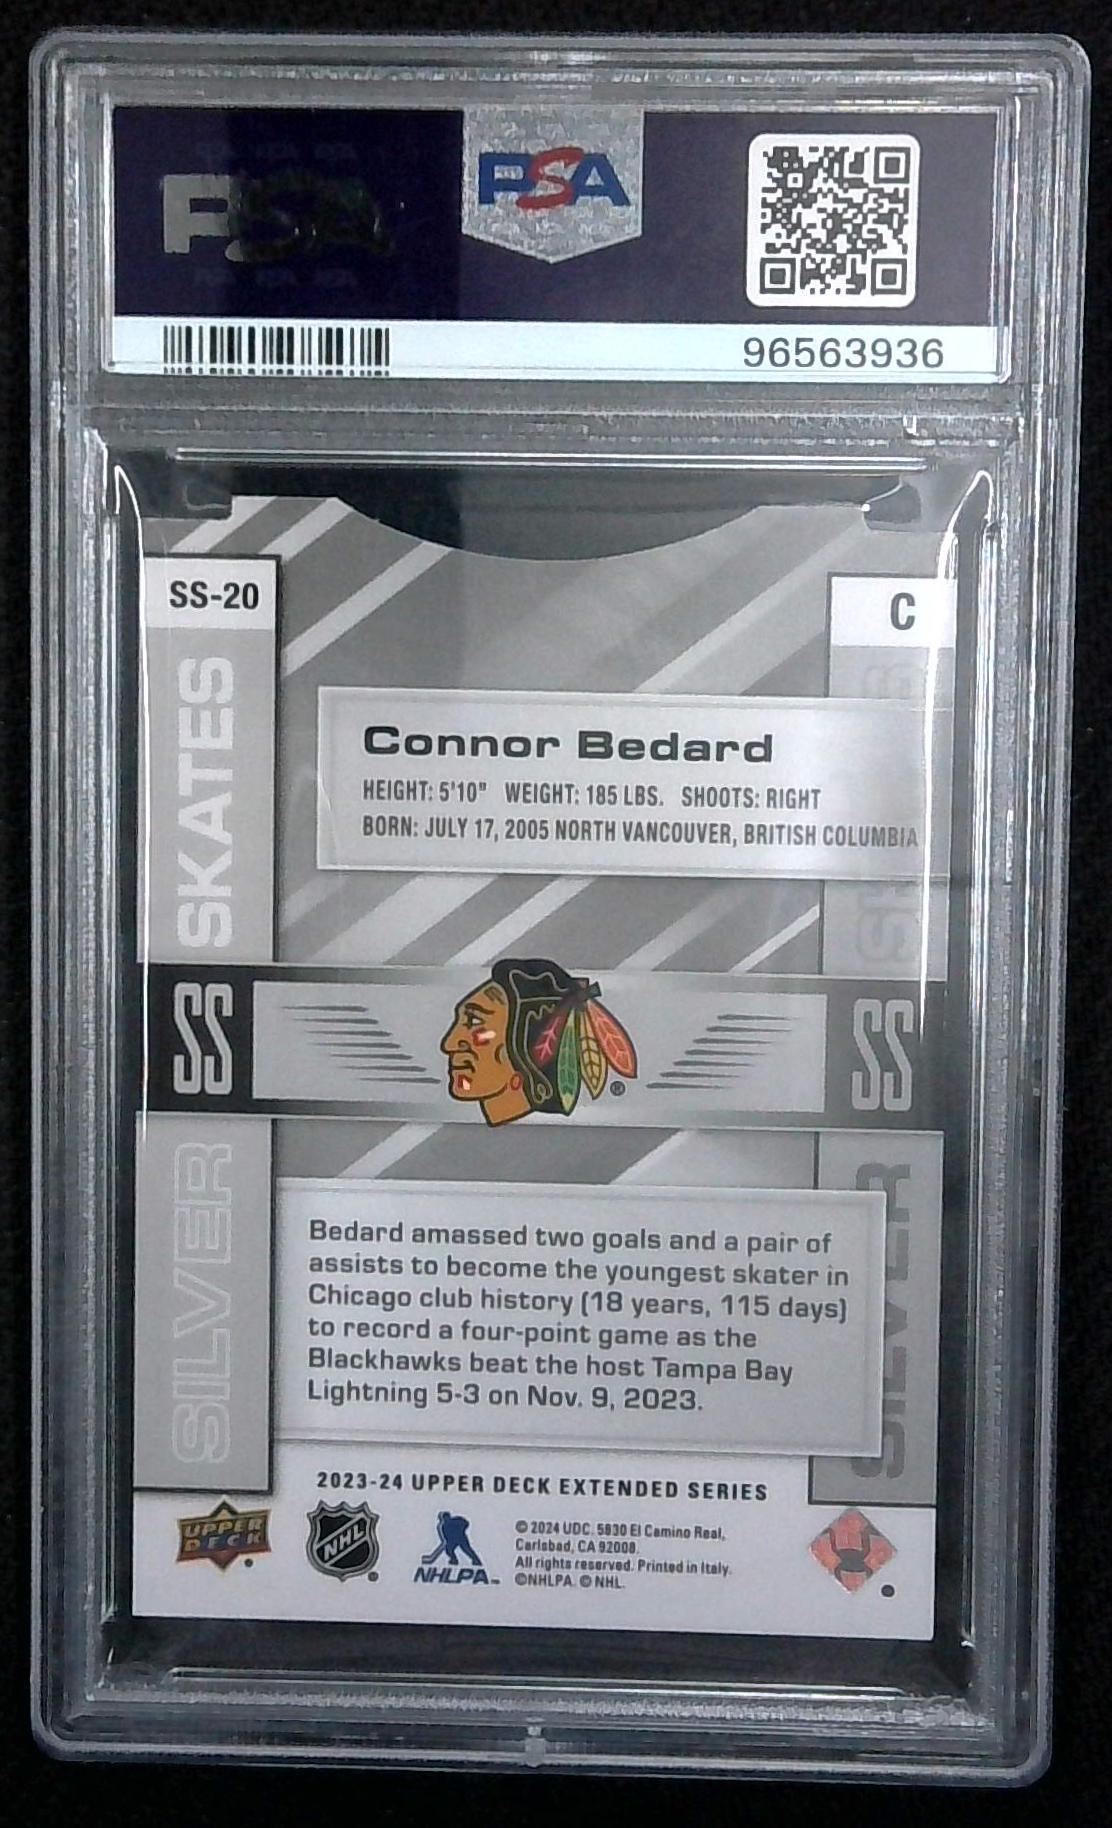 PSA
PSA
96563936
SS-20
C
SKATES
Connor Bedard
HEIGHT: 5'10" WEIGHT: 185 LBS. SHOOTS: RIGHT
BORN: JULY 17, 2005 NORTH VANCOUVER, BRITISH COLUMBIA
SS
SS
®
SILVER
SILVER
Bedard amassed two goals and a pair of
assists to become the youngest skater in
Chicago club history (18 years, 115 days)
to record a four-point game as the
Blackhawks beat the host Tampa Bay
Lightning 5-3 on Nov. 9, 2023.
2023-24 UPPER DECK EXTENDED SERIES
UPPER
DECK
NHL
NHLPA
© 2024 UDC. 5830 El Camino Real,
Carlsbad, CA 92008.
All rights reserved. Printed in Italy.
©NHLPA. © NHL.